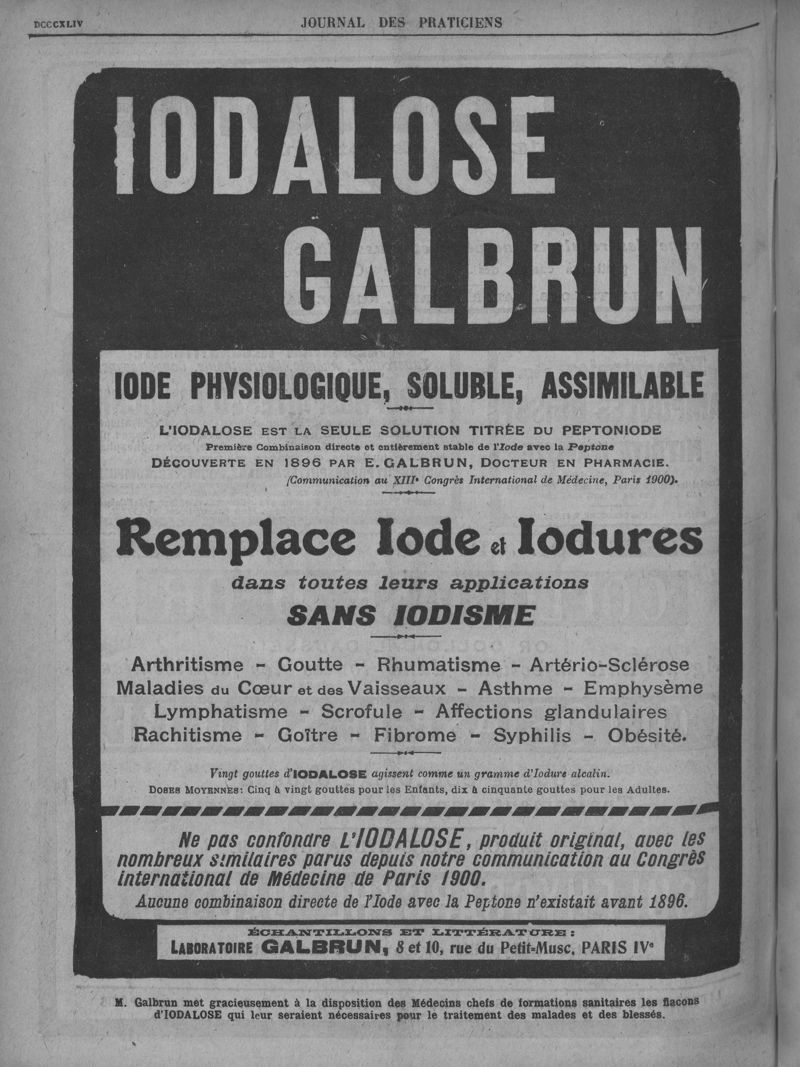 DCCCXLIV
JOURNAL DES PRATICIENS
IODALOSE
GALBRUN
IODE PHYSIOLOGIQUE, SOLUBLE, ASSIMILABLE
L'IODALOSE EST LA SEULE SOLUTION TITRÉE DU PEPTONIODE
Première Combinaison directe et entièrement stable de l'Iode avec la Peptone
DÉCOUVERTE EN 1896 PAR E. GALBRUN, DOCTEUR EN PHARMACIE.
(Communication au XIIIe Congrès International de Médecine, Paris 1900).
Remplace Iode et Iodures
dans toutes leurs applications
SANS IODISME
Arthritisme - Goutte - Rhumatisme - Artério-Sclérose
Maladies du Cœur et des Vaisseaux - Asthme - Emphysème
Lymphatisme - Scrofule - Affections glandulaires
Rachitisme - Goître - Fibrome - Syphilis - Obésité.
Vingt gouttes d'IODALOSE agissent comme un gramme d'Iodure alcalin.
DOSES MOYENNES: Cinq à vingt gouttes pour les Enfants, dix à cinquante gouttes pour les Adultes.
Ne pas confondre L'IODALOSE, produit original, avec les
nombreux similaires parus depuis notre communication au Congrès
international de Médecine de Paris 1900.
Aucune combinaison directe de l'Iode avec la Peptone n'existait avant 1896.
ÉCHANTILLONS ET LITTÉRATURE:
LABORATOIRE GALBRUN, 8 et 10, rue du Petit-Musc, PARIS IVe
M. Galbrun met gracieusement à la disposition des Médecins chefs de formations sanitaires les flacons
d'IODALOSE qui leur seraient nécessaires pour le traitement des malades et des blessés.